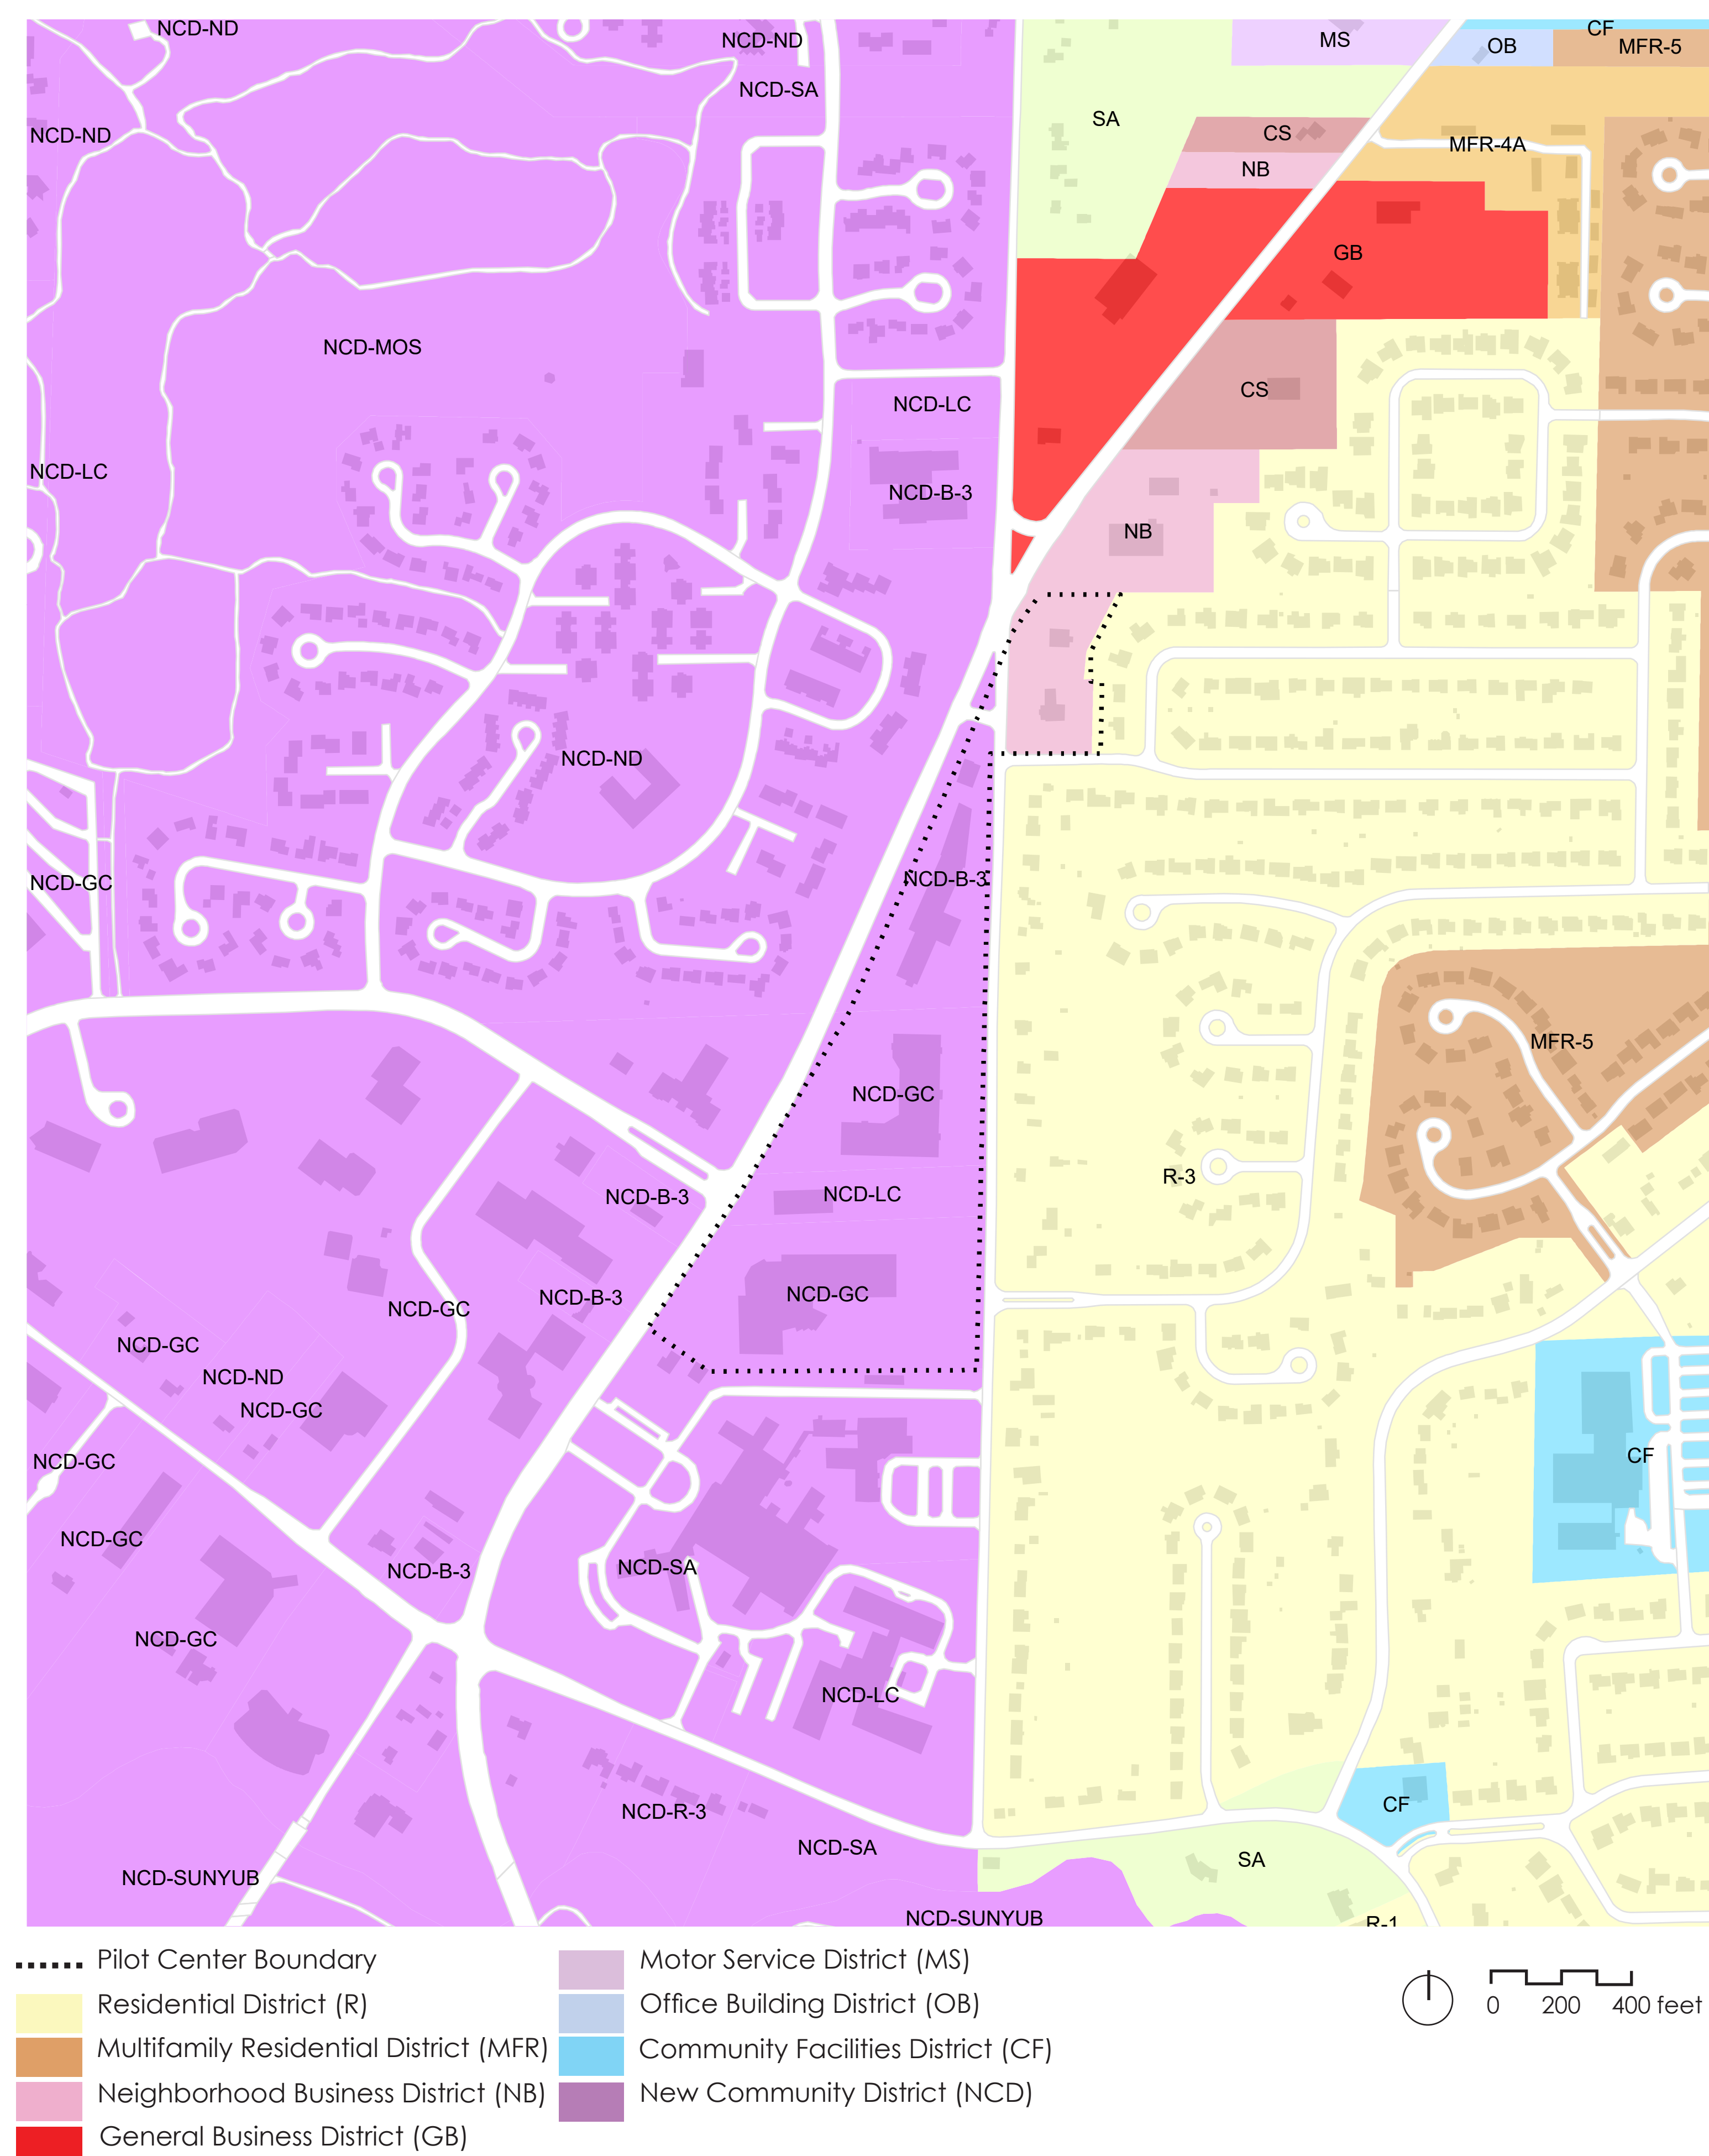 NCD-ND
NCD-ND
NCD-SA
NCD-ND
SA
MS
CF
OB
MFR-5
CS
NB
MFR-4A
GB
NCD-MOS
NCD-LC
CS
NCD-LC
NCD-B-3
NB
NCD-ND
NCD-GC
NCD-B-3
MFR-5
NCD-GC
R-3
NCD-LC
NCD-B-3
NCD-GC
NCD-B-3
NCD-GC
NCD-GC
NCD-ND
NCD-GC
NCD-GC
CF
NCD-GC
NCD-SA
NCD-B-3
NCD-GC
NCD-LC
CF
NCD-R-3
NCD-SA
SA
NCD-SUNYUB
NCD-SUNYUB
R-1
Pilot Center Boundary
Residential District (R)
Multifamily Residential District (MFR)
Neighborhood Business District (NB)
General Business District (GB)
Motor Service District (MS)
Office Building District (OB)
Community Facilities District (CF)
New Community District (NCD)
0 200 400 feet